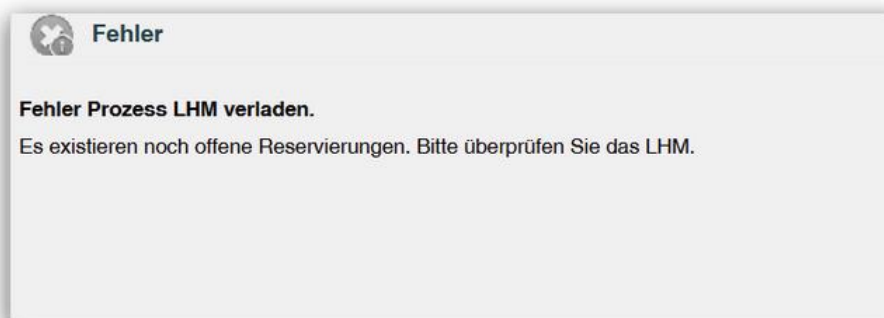 Fehler
Fehler Prozess LHM verladen.
Es existieren noch offene Reservierungen. Bitte überprüfen Sie das LHM.